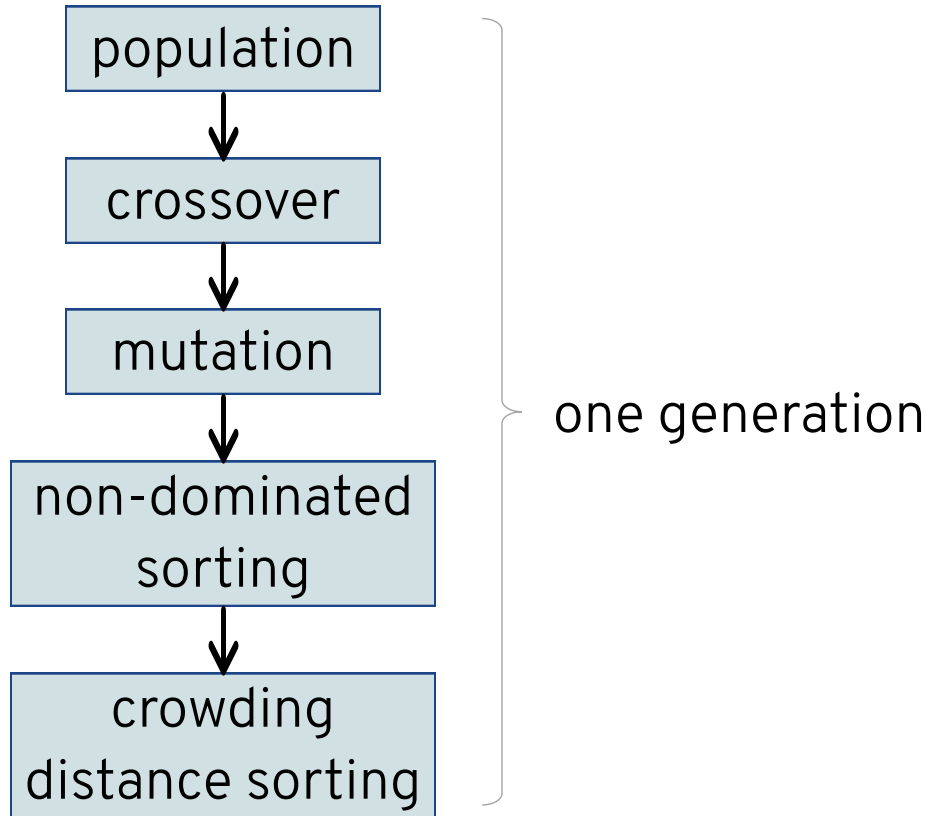 population
crossover
mutation
one generation
non-dominated
sorting
crowding
distance sorting